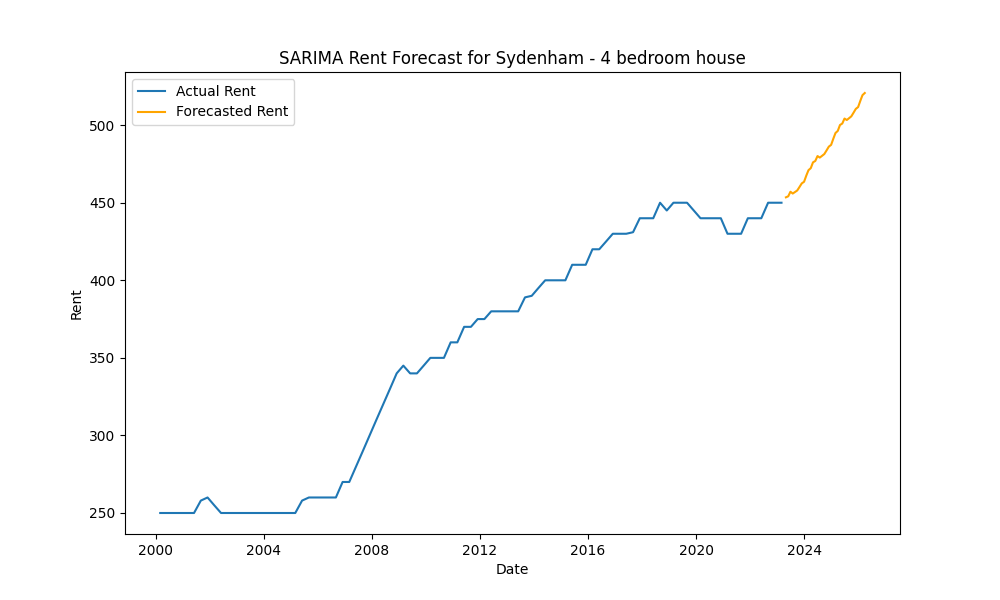 SARIMA Rent Forecast for Sydenham - 4 bedroom house
Actual Rent
Forecasted Rent
500
450
400
350
300
250
Rent
2000 2004 2008 2012 2016 2020 2024
Date